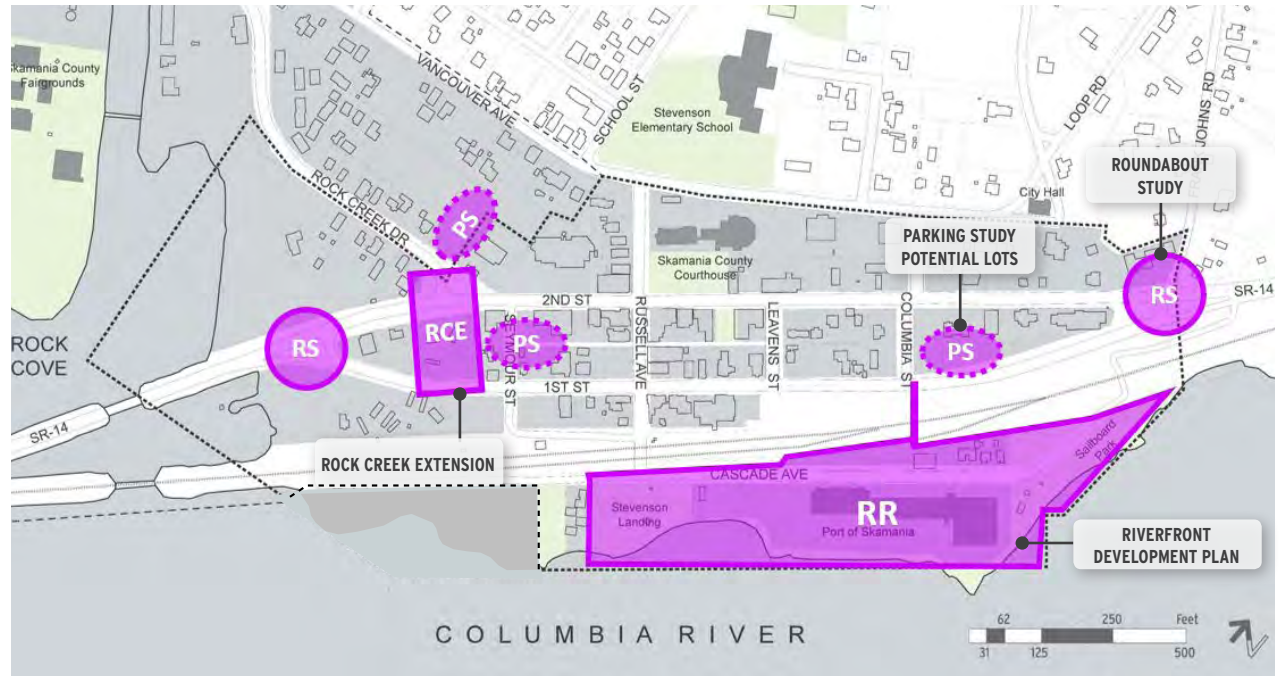 Skamania County
Fairgrounds
VANCOUVER AVE
SCHOOL ST
Stevenson
Elementary School
LOOP RD
JOHNS RD
ROUNDABOUT
STUDY
City Hall
ROCK CREEK DR
PS
PARKING STUDY
POTENTIAL LOTS
Skamania County
Courthouse
RS
SR-14
2ND ST
ROCK
COVE
RS
RCE
SEYMOUR ST
PS
RUSSELL AVE
LEAVENS ST
COLUMBIA ST
PS
1ST ST
SR-14
ROCK CREEK EXTENSION
CASCADE AVE
Sailboard
Park
Stevenson
Landing
RR
Port of Skamania
RIVERFRONT
DEVELOPMENT PLAN
COLUMBIA RIVER
62 250 Feet
31 125 500
N